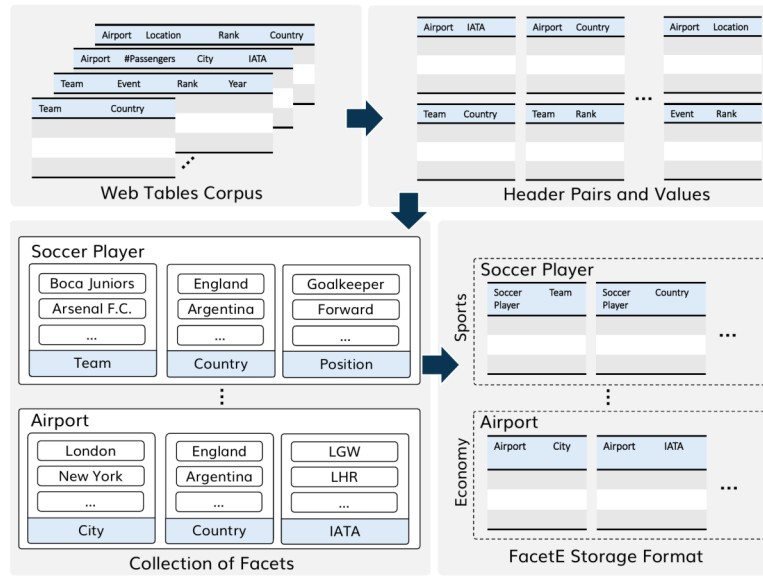 Airport Location Rank Country
Airport #Passengers City IATA
Team Event Rank Year
Team Country
...
Web Tables Corpus
Airport IATA
Airport Country
Airport Location
...
Team Country
Team Rank
Event Rank
Header Pairs and Values
Soccer Player
Boca Juniors
Arsenal F.C.
...
Team
England
Argentina
...
Country
Goalkeeper
Forward
...
Position
...
Airport
London
New York
...
City
England
Argentina
...
Country
LGW
LHR
...
IATA
Collection of Facets
Sports
Soccer Player
Soccer Team
Player
Soccer Country
Player
...
...
Economy
Airport
Airport City
Airport IATA
...
FacetE Storage Format